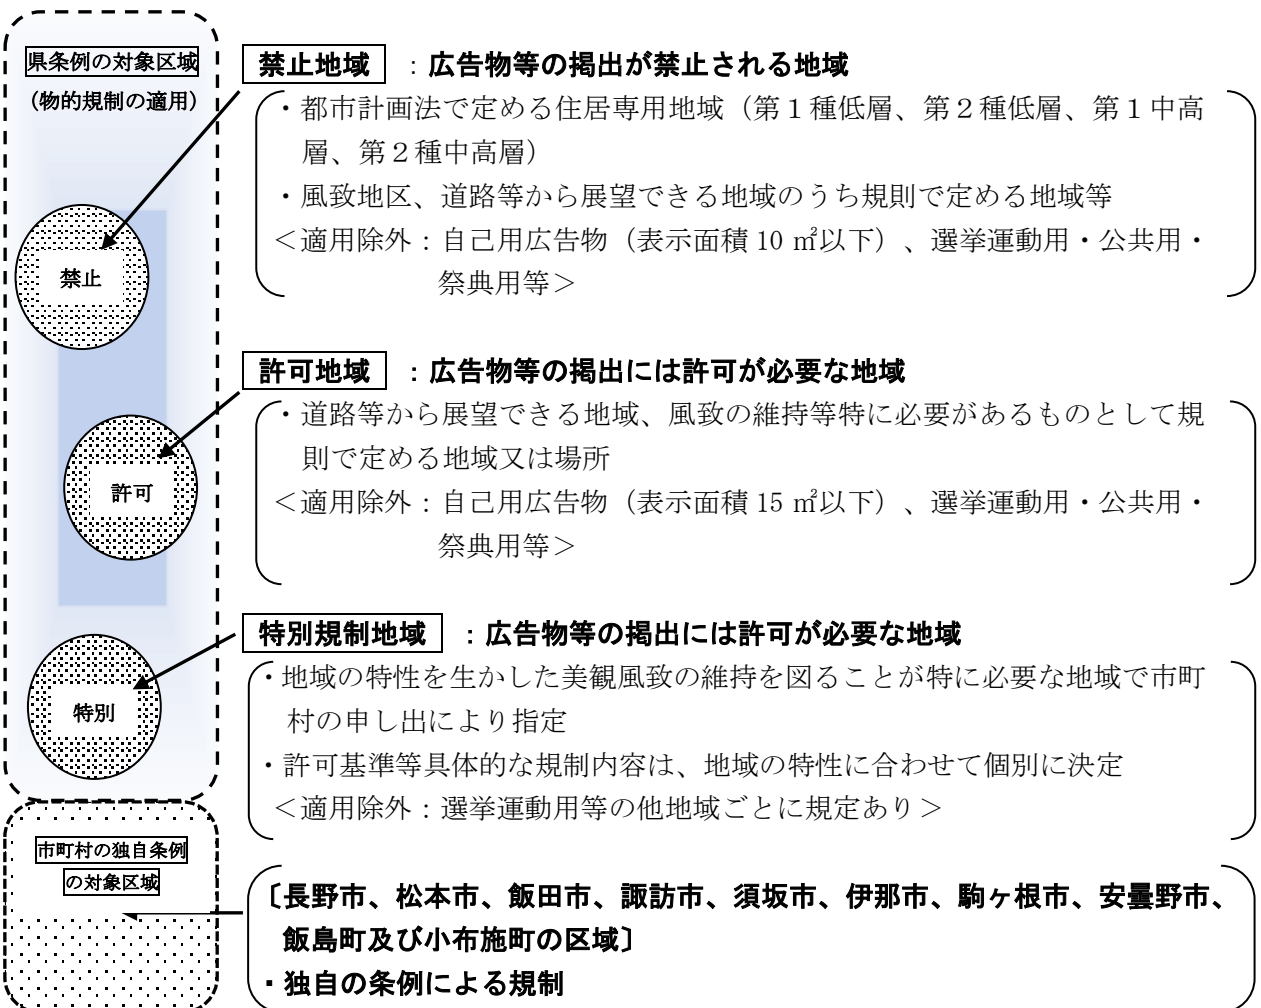 県条例の対象区域
（物的規制の適用）
禁止
許可
特別
市町村の独自条例
の対象区域
禁止地域 ：広告物等の掲出が禁止される地域
・都市計画法で定める住居専用地域（第１種低層、第２種低層、第１中高
層、第２種中高層）
・風致地区、道路等から展望できる地域のうち規則で定める地域等
＜適用除外：自己用広告物（表示面積 10 ㎡以下）、選挙運動用・公共用・
祭典用等＞
許可地域 ：広告物等の掲出には許可が必要な地域
・道路等から展望できる地域、風致の維持等特に必要があるものとして規
則で定める地域又は場所
＜適用除外：自己用広告物（表示面積 15 ㎡以下）、選挙運動用・公共用・
祭典用等＞
特別規制地域 ：広告物等の掲出には許可が必要な地域
・地域の特性を生かした美観風致の維持を図ることが特に必要な地域で市町
村の申し出により指定
・許可基準等具体的な規制内容は、地域の特性に合わせて個別に決定
＜適用除外：選挙運動用等の他地域ごとに規定あり＞
〔長野市、松本市、飯田市、諏訪市、須坂市、伊那市、駒ヶ根市、安曇野市、
飯島町及び小布施町の区域〕
・独自の条例による規制